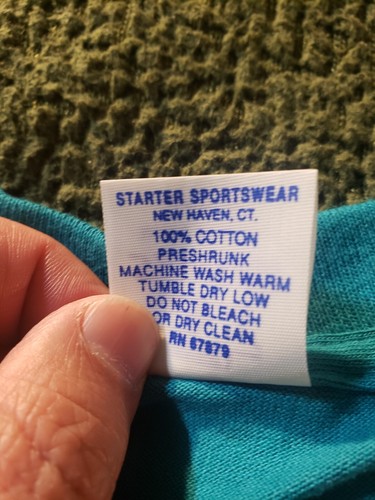 STARTER SPORTSWEAR
NEW HAVEN, CT.
100% COTTON
PRESHRUNK
MACHINE WASH WARM
TUMBLE DRY LOW
DO NOT BLEACH
OR DRY CLEAN
RN 67679